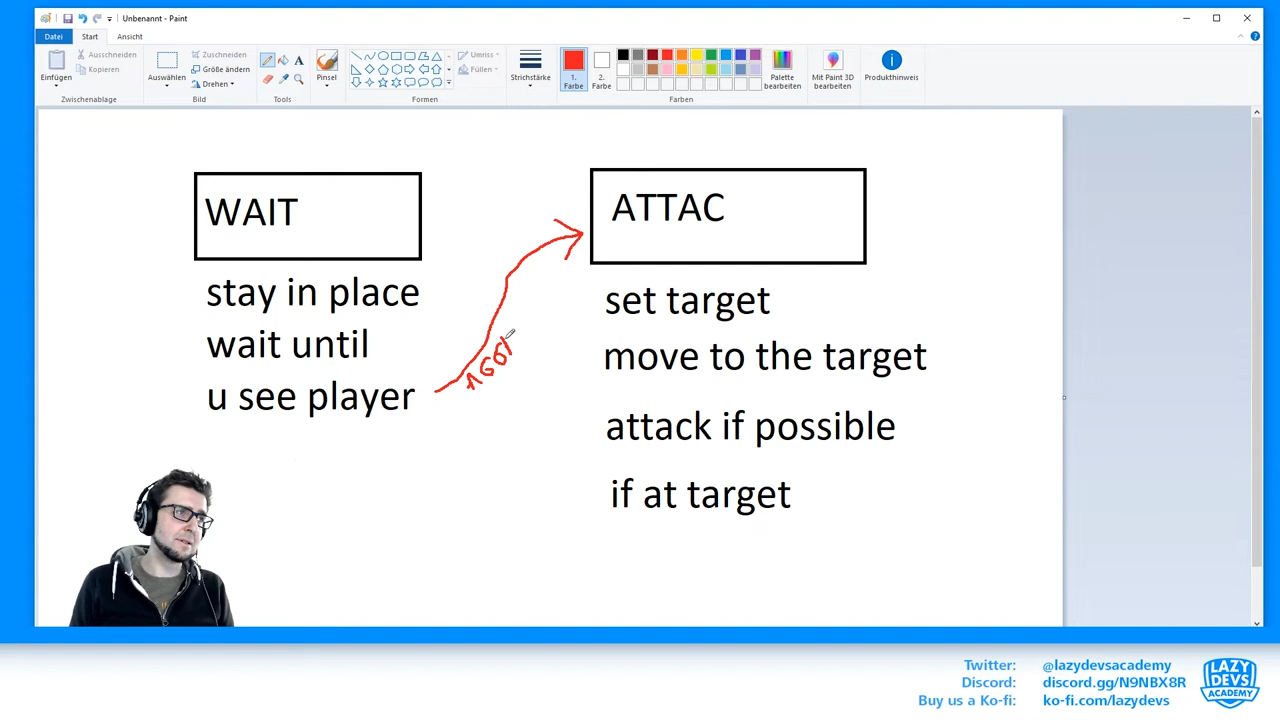 Unbenannt - Paint
Datei Start Ansicht
Einfügen
Ausschneiden
Kopieren
Zwischenablage
Auswählen
Zuschneiden
Größe ändern
Drehen
Bild
Pinsel
Tools
Umriss
Füllen
Formen
Strichstärke
1. Farbe
2. Farbe
Palette bearbeiten
Farben
Mit Paint 3D bearbeiten
Produkthinweis
WAIT
stay in place
wait until
u see player
ATTAC
set target
move to the target
attack if possible
if at target
Twitter: @lazydevsacademy
Discord: discord.gg/N9NBX8R
Buy us a Ko-fi: ko-fi.com/lazydevs
LAZY
DEVS
ACADEMY